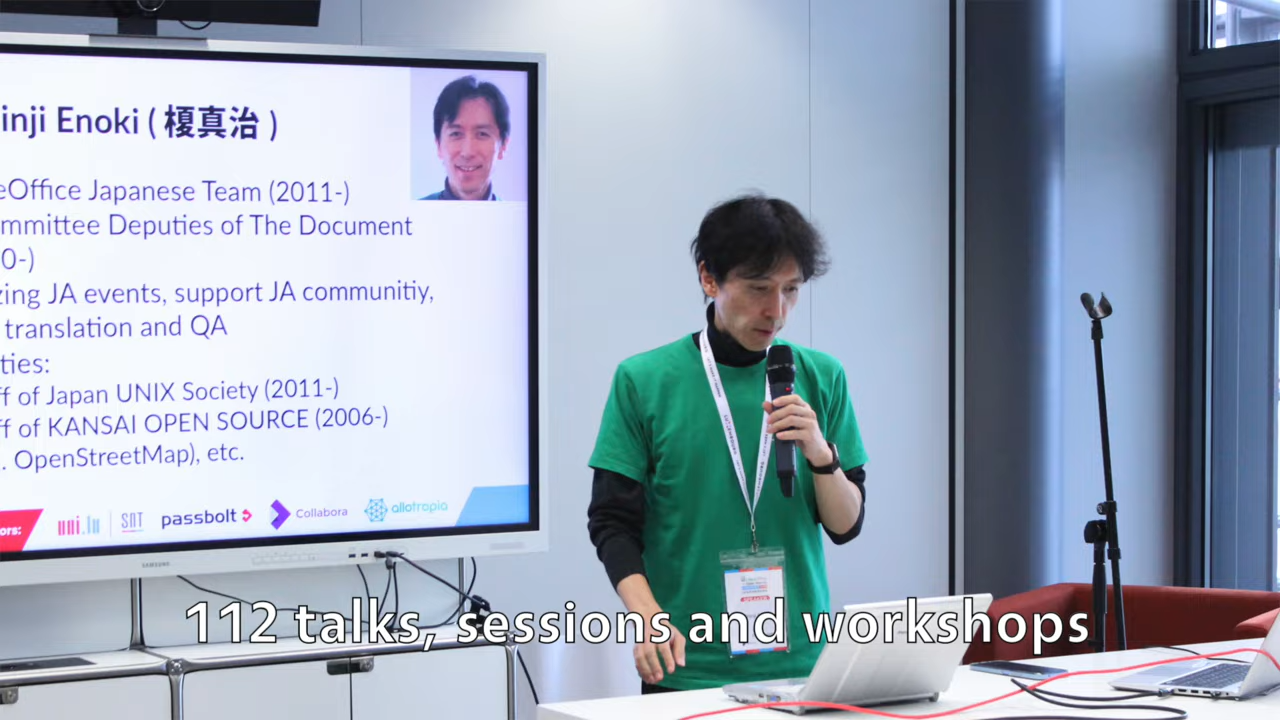 inji Enoki ( 榎真治 )
eOffice Japanese Team (2011-)
mmittee Deputies of The Document
0-)
zing JA events, support JA communitiy,
translation and QA
ties:
ff of Japan UNIX Society (2011-)
ff of KANSAI OPEN SOURCE (2006-)
. OpenStreetMap), etc.
ors:
uni.lu
SNT
passbolt
Collabora
allotropia
SAMSUNG
SPEAKER
112 talks, sessions and workshops